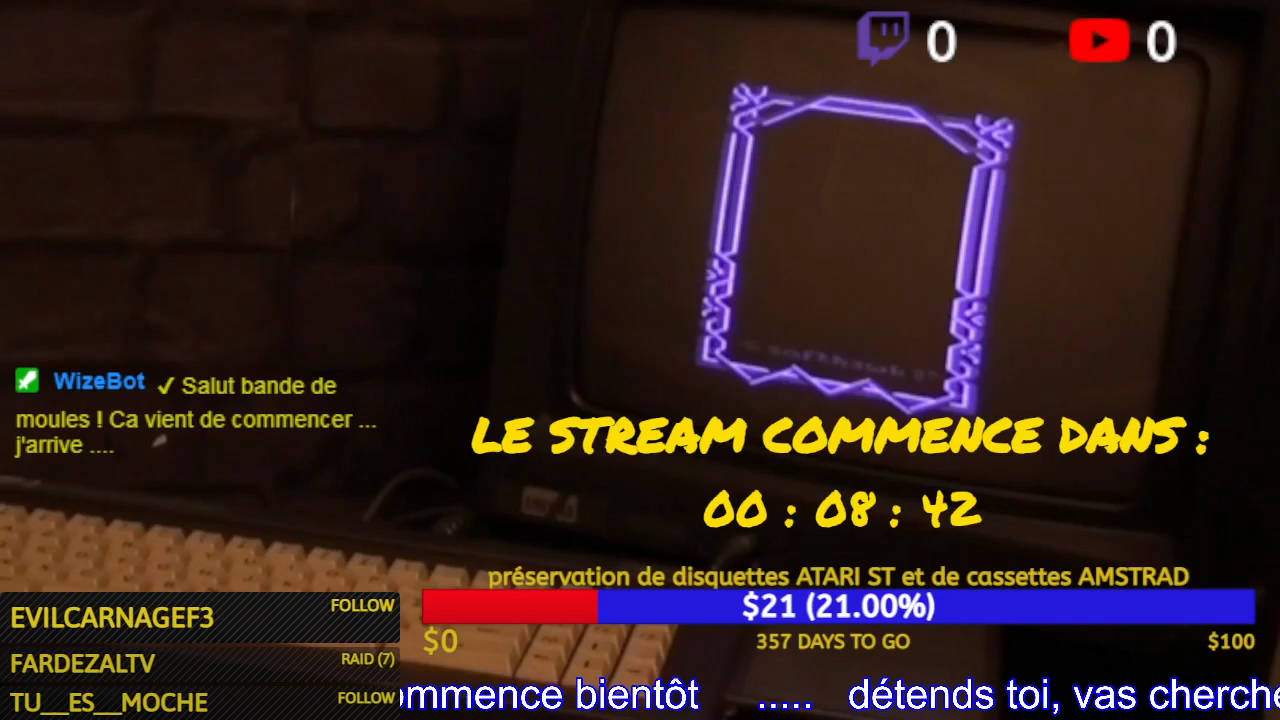 0 0
WizeBot ✓ Salut bande de
moules ! Ca vient de commencer ...
j'arrive ....
LE STREAM COMMENCE DANS :
00 : 08 : 42
préservation de disquettes ATARI ST et de cassettes AMSTRAD
$21 (21.00%)
$0 357 DAYS TO GO $100
EVILCARNAGEF3 FOLLOW
FARDEZALTV RAID (7)
TU__ES__MOCHE FOLLOW
ommence bientôt ..... détends toi, vas cherche